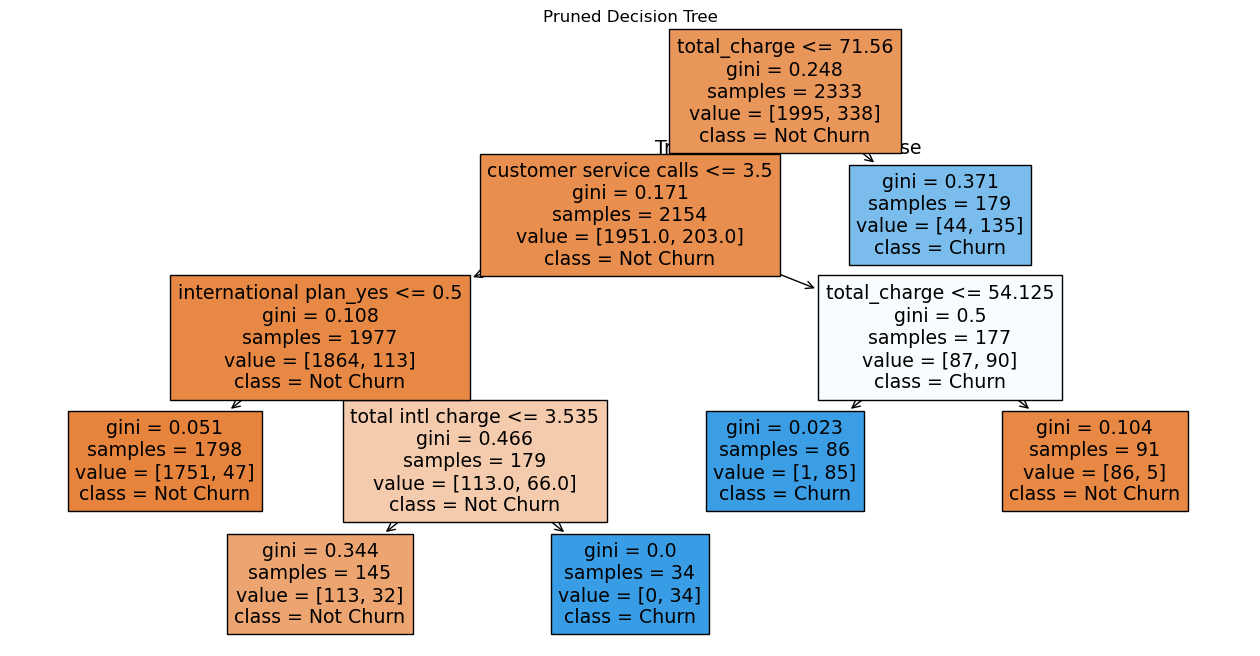 Pruned Decision Tree
total_charge <= 71.56
gini = 0.248
samples = 2333
value = [1995, 338]
class = Not Churn
customer service calls <= 3.5
gini = 0.171
samples = 2154
value = [1951.0, 203.0]
class = Not Churn
gini = 0.371
samples = 179
value = [44, 135]
class = Churn
international plan_yes <= 0.5
gini = 0.108
samples = 1977
value = [1864, 113]
class = Not Churn
total_charge <= 54.125
gini = 0.5
samples = 177
value = [87, 90]
class = Churn
gini = 0.051
samples = 1798
value = [1751, 47]
class = Not Churn
total intl charge <= 3.535
gini = 0.466
samples = 179
value = [113.0, 66.0]
class = Not Churn
gini = 0.023
samples = 86
value = [1, 85]
class = Churn
gini = 0.104
samples = 91
value = [86, 5]
class = Not Churn
gini = 0.344
samples = 145
value = [113, 32]
class = Not Churn
gini = 0.0
samples = 34
value = [0, 34]
class = Churn